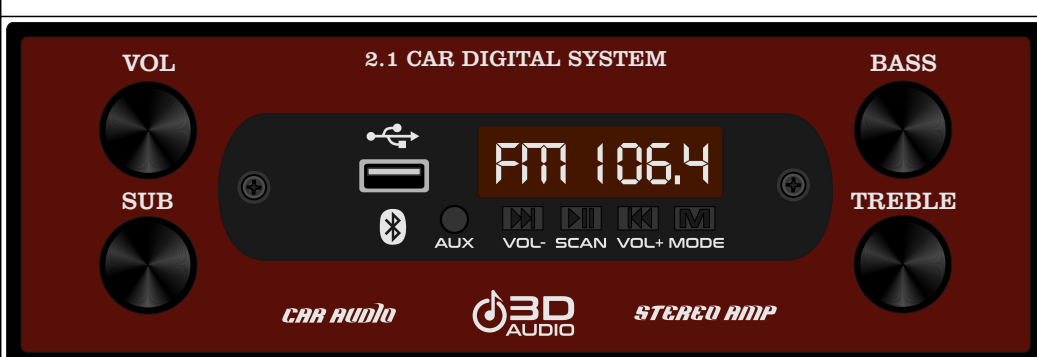 VOL
2.1 CAR DIGITAL SYSTEM
BASS
FM 106.4
SUB
TREBLE
M
AUX
VOL- SCAN VOL+ MODE
CAR AUDIO
3D AUDIO
STEREO AMP